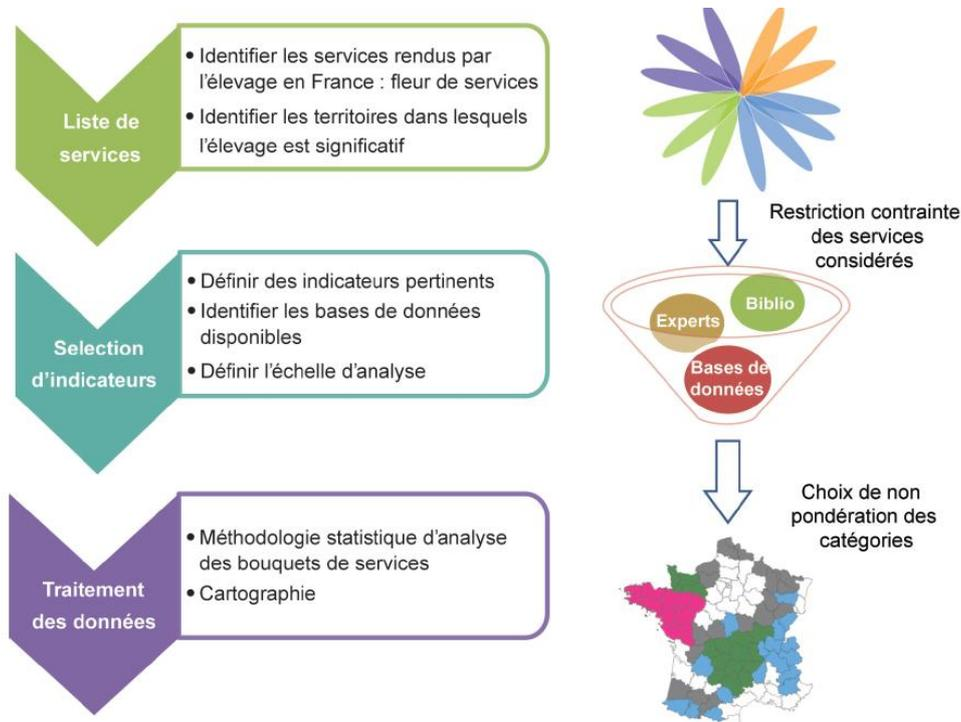 Liste de
services
• Identifier les services rendus par
l'élevage en France : fleur de services
• Identifier les territoires dans lesquels
l'élevage est significatif
Restriction contrainte
des services
considérés
Selection
d'indicateurs
• Définir des indicateurs pertinents
• Identifier les bases de données
disponibles
• Définir l'échelle d'analyse
Experts
Biblio
Bases de
données
Choix de non
pondération des
catégories
Traitement
des données
• Méthodologie statistique d'analyse
des bouquets de services
• Cartographie